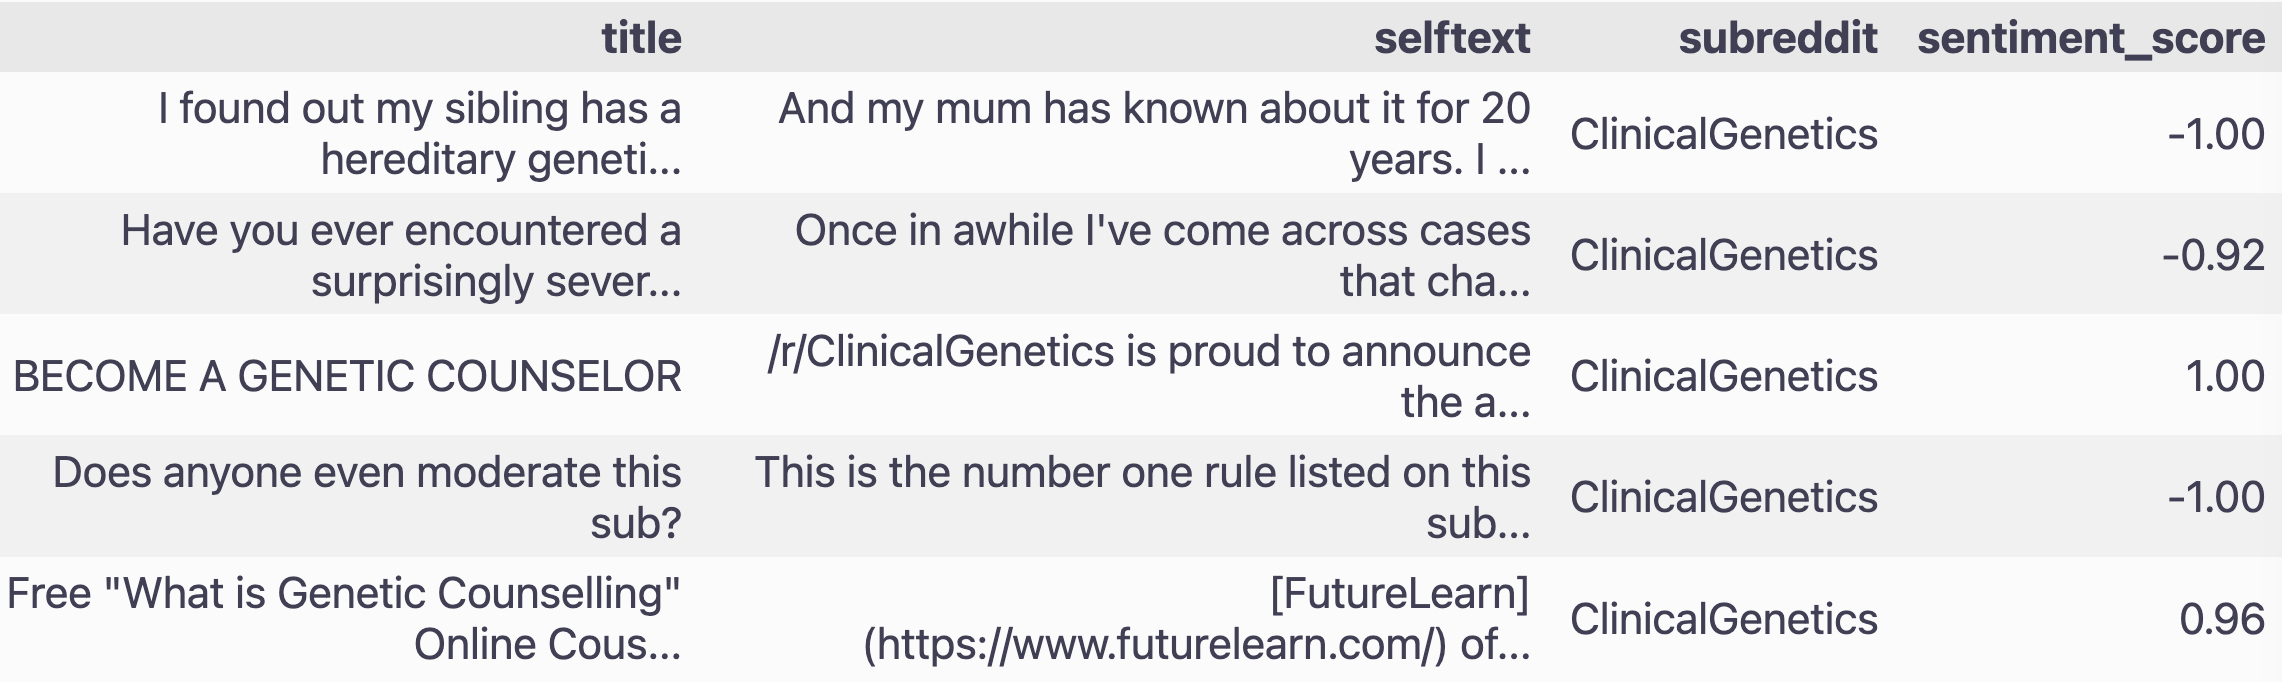 title selftext subreddit sentiment_score
I found out my sibling has a
hereditary geneti...
And my mum has known about it for 20
years. I ...
ClinicalGenetics
-1.00
Have you ever encountered a
surprisingly sever...
Once in awhile I've come across cases
that cha...
ClinicalGenetics
-0.92
BECOME A GENETIC COUNSELOR
/r/ClinicalGenetics is proud to announce
the a...
ClinicalGenetics
1.00
Does anyone even moderate this
sub?
This is the number one rule listed on this
sub...
ClinicalGenetics
-1.00
Free "What is Genetic Counselling"
Online Cous...
[FutureLearn]
(https://www.futurelearn.com/) of...
ClinicalGenetics
0.96